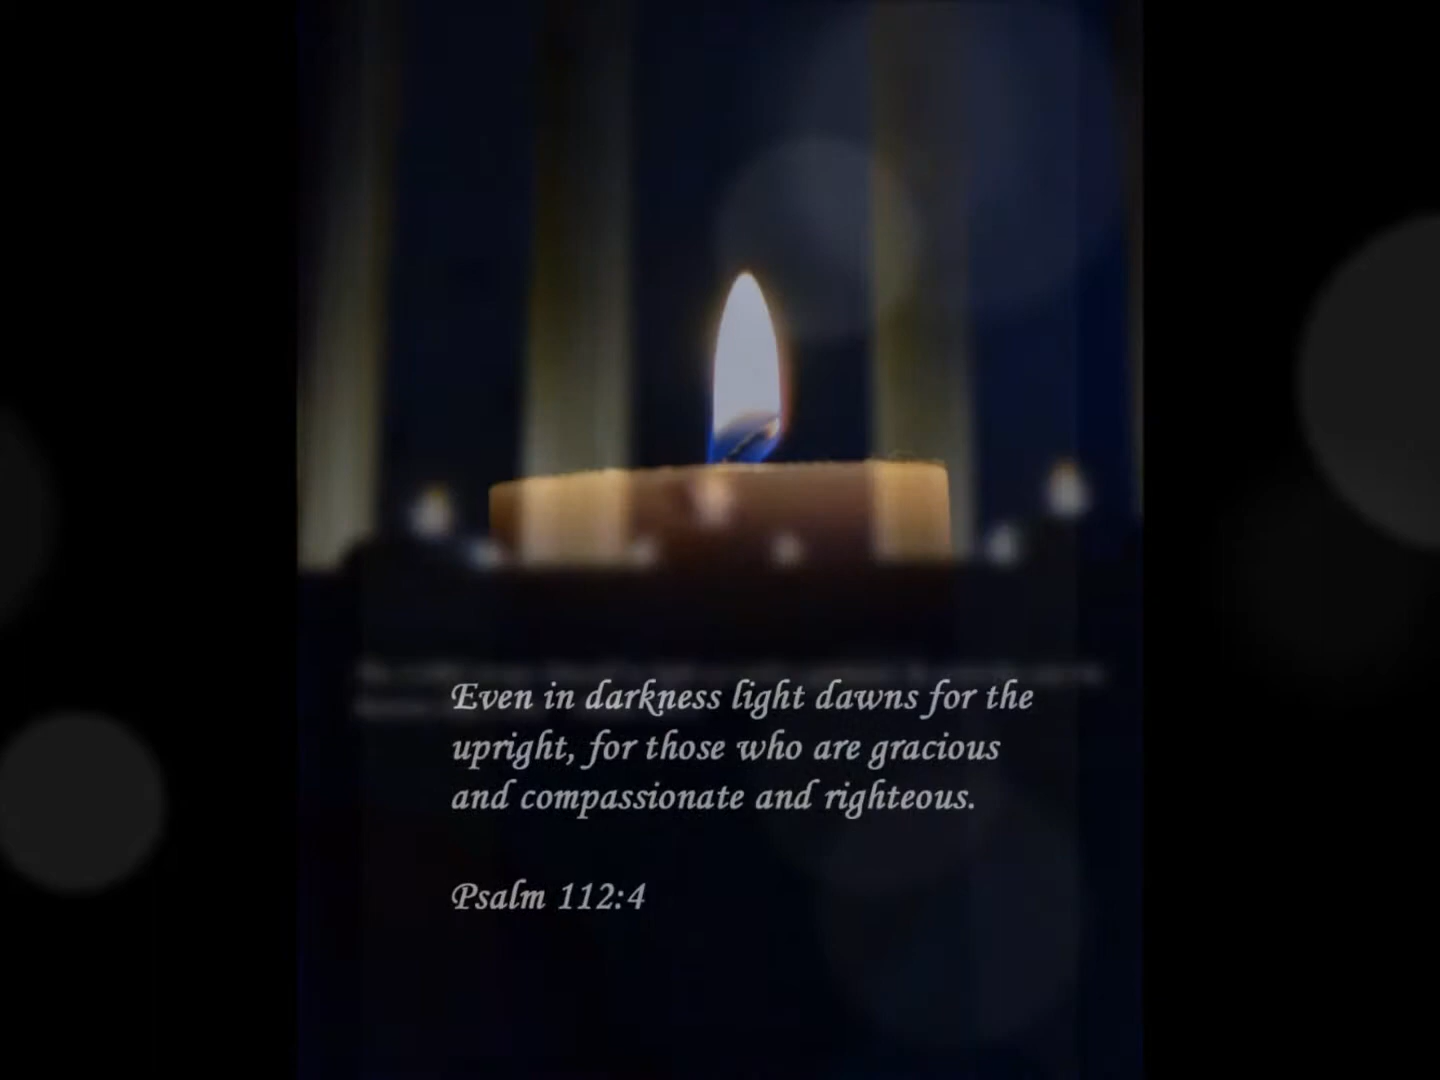 Even in darkness light dawns for the
upright, for those who are gracious
and compassionate and righteous.
Psalm 112:4